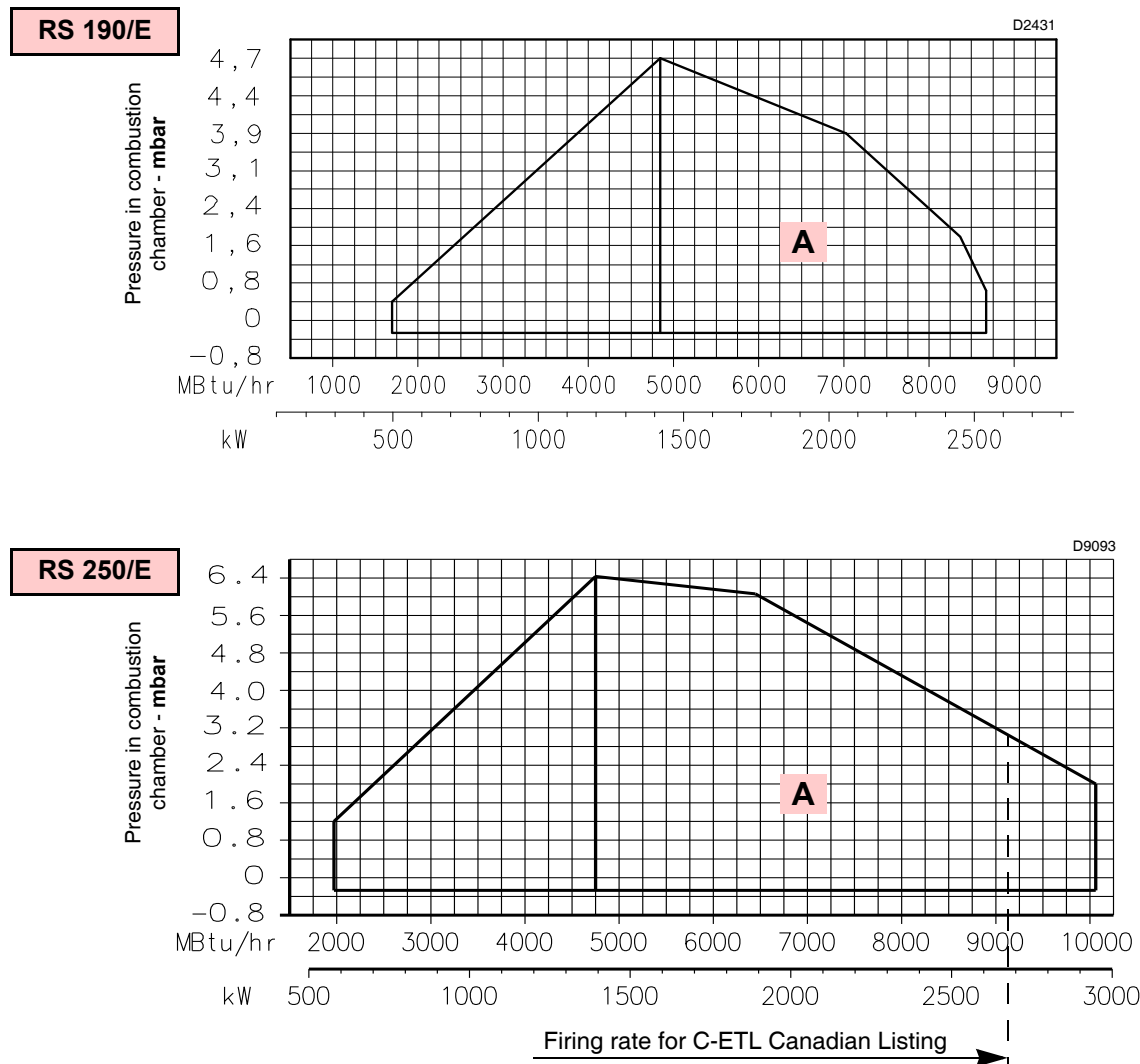 RS 190/E
D2431
Pressure in combustion
chamber - mbar
4,7
4,4
3,9
3,1
2,4
1,6
0,8
0
-0,8
A
MBtu/hr 1000 2000 3000 4000 5000 6000 7000 8000 9000
kW 500 1000 1500 2000 2500
RS 250/E
D9093
Pressure in combustion
chamber - mbar
6.4
5.6
4.8
4.0
3.2
2.4
1.6
0.8
0
-0.8
A
MBtu/hr 2000 3000 4000 5000 6000 7000 8000 9000 10000
kW 500 1000 1500 2000 2500 3000
Firing rate for C-ETL Canadian Listing